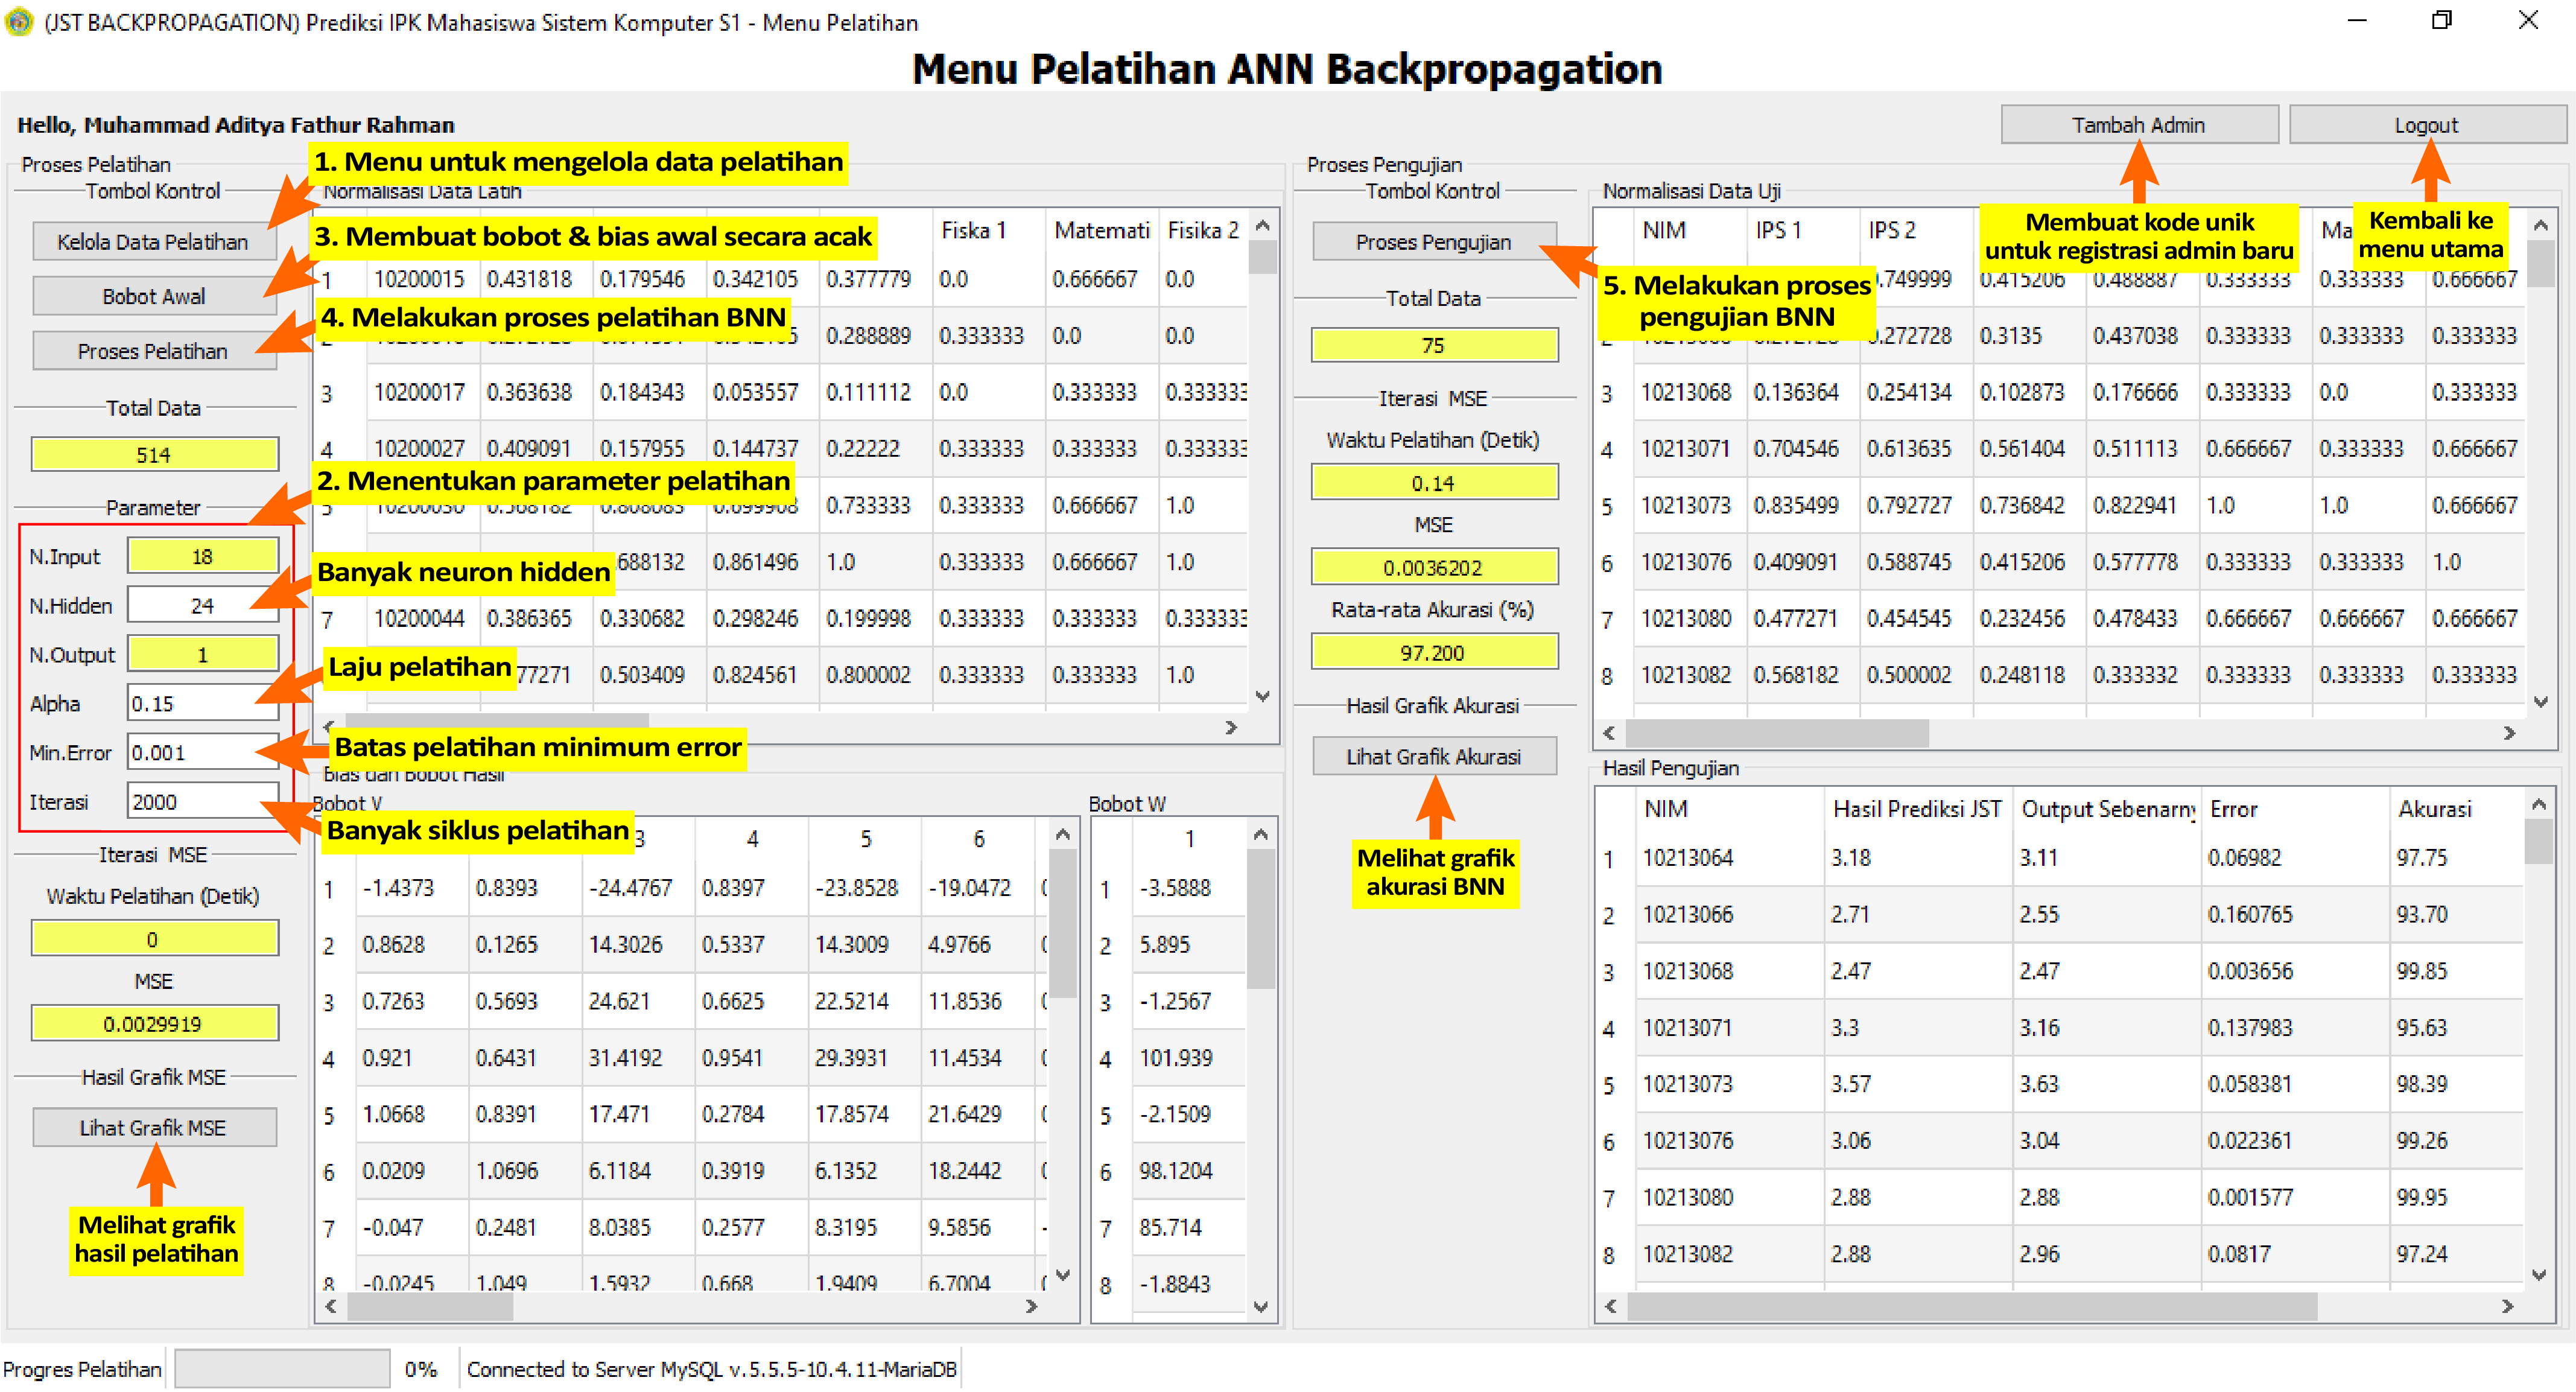 (JST BACKPROPAGATION) Prediksi IPK Mahasiswa Sistem Komputer S1 - Menu Pelatihan
Menu Pelatihan ANN Backpropagation
Hello, Muhammad Aditya Fathur Rahman
Tambah Admin
Logout
Membuat kode unik
untuk registrasi admin baru
Kembali ke
menu utama
Proses Pelatihan
Tombol Kontrol
Kelola Data Pelatihan
Bobot Awal
Proses Pelatihan
1. Menu untuk mengelola data pelatihan
3. Membuat bobot & bias awal secara acak
4. Melakukan proses pelatihan BNN
Total Data
514
2. Menentukan parameter pelatihan
Parameter
N.Input 18
N.Hidden 24
Banyak neuron hidden
N.Output 1
Alpha 0.15
Laju pelatihan
Min.Error 0.001
Batas pelatihan minimum error
Iterasi 2000
Banyak siklus pelatihan
Iterasi MSE
Waktu Pelatihan (Detik)
0
MSE
0.0029919
Hasil Grafik MSE
Lihat Grafik MSE
Melihat grafik
hasil pelatihan
Normalisasi Data Latih
Fiska 1 Matemati Fisika 2
1 10200015 0.431818 0.179546 0.342105 0.377779 0.0 0.666667 0.0
0.288889 0.333333 0.0 0.0
3 10200017 0.363638 0.184343 0.053557 0.111112 0.0 0.333333 0.333333
4 10200027 0.409091 0.157955 0.144737 0.22222 0.333333 0.333333 0.333333
5 10200030 0.568182 0.808083 0.699908 0.733333 0.333333 0.666667 1.0
688132 0.861496 1.0 0.333333 0.666667 1.0
7 10200044 0.386365 0.330682 0.298246 0.199998 0.333333 0.333333 0.333333
77271 0.503409 0.824561 0.800002 0.333333 0.333333 1.0
Bias dan Bobot Hasil
Bobot V
3 4 5 6
1 -1.4373 0.8393 -24.4767 0.8397 -23.8528 -19.0472
2 0.8628 0.1265 14.3026 0.5337 14.3009 4.9766
3 0.7263 0.5693 24.621 0.6625 22.5214 11.8536
4 0.921 0.6431 31.4192 0.9541 29.3931 11.4534
5 1.0668 0.8391 17.471 0.2784 17.8574 21.6429
6 0.0209 1.0696 6.1184 0.3919 6.1352 18.2442
7 -0.047 0.2481 8.0385 0.2577 8.3195 9.5856 -
8 -0.0245 1.049 1.5932 0.668 1.9409 6.7004
Bobot W
1
1 -3.5888
2 5.895
3 -1.2567
4 101.939
5 -2.1509
6 98.1204
7 85.714
8 -1.8843
Proses Pengujian
Tombol Kontrol
Proses Pengujian
5. Melakukan proses
pengujian BNN
Total Data
75
Iterasi MSE
Waktu Pelatihan (Detik)
0.14
MSE
0.0036202
Rata-rata Akurasi (%)
97.200
Hasil Grafik Akurasi
Lihat Grafik Akurasi
Melihat grafik
akurasi BNN
Normalisasi Data Uji
NIM IPS 1 IPS 2 Ma
.749999 0.415206 0.488887 0.333333 0.333333 0.666667
.272728 0.3135 0.437038 0.333333 0.333333 0.333333
3 10213068 0.136364 0.254134 0.102873 0.176666 0.333333 0.0 0.333333
4 10213071 0.704546 0.613635 0.561404 0.511113 0.666667 0.333333 0.666667
5 10213073 0.835499 0.792727 0.736842 0.822941 1.0 1.0 0.666667
6 10213076 0.409091 0.588745 0.415206 0.577778 0.333333 0.333333 1.0
7 10213080 0.477271 0.454545 0.232456 0.478433 0.666667 0.666667 0.666667
8 10213082 0.568182 0.500002 0.248118 0.333332 0.333333 0.333333 0.333333
Hasil Pengujian
NIM Hasil Prediksi JST Output Sebenarny Error Akurasi
1 10213064 3.18 3.11 0.06982 97.75
2 10213066 2.71 2.55 0.160765 93.70
3 10213068 2.47 2.47 0.003656 99.85
4 10213071 3.3 3.16 0.137983 95.63
5 10213073 3.57 3.63 0.058381 98.39
6 10213076 3.06 3.04 0.022361 99.26
7 10213080 2.88 2.88 0.001577 99.95
8 10213082 2.88 2.96 0.0817 97.24
Progres Pelatihan 0% Connected to Server MySQL v.5.5.5-10.4.11-MariaDB